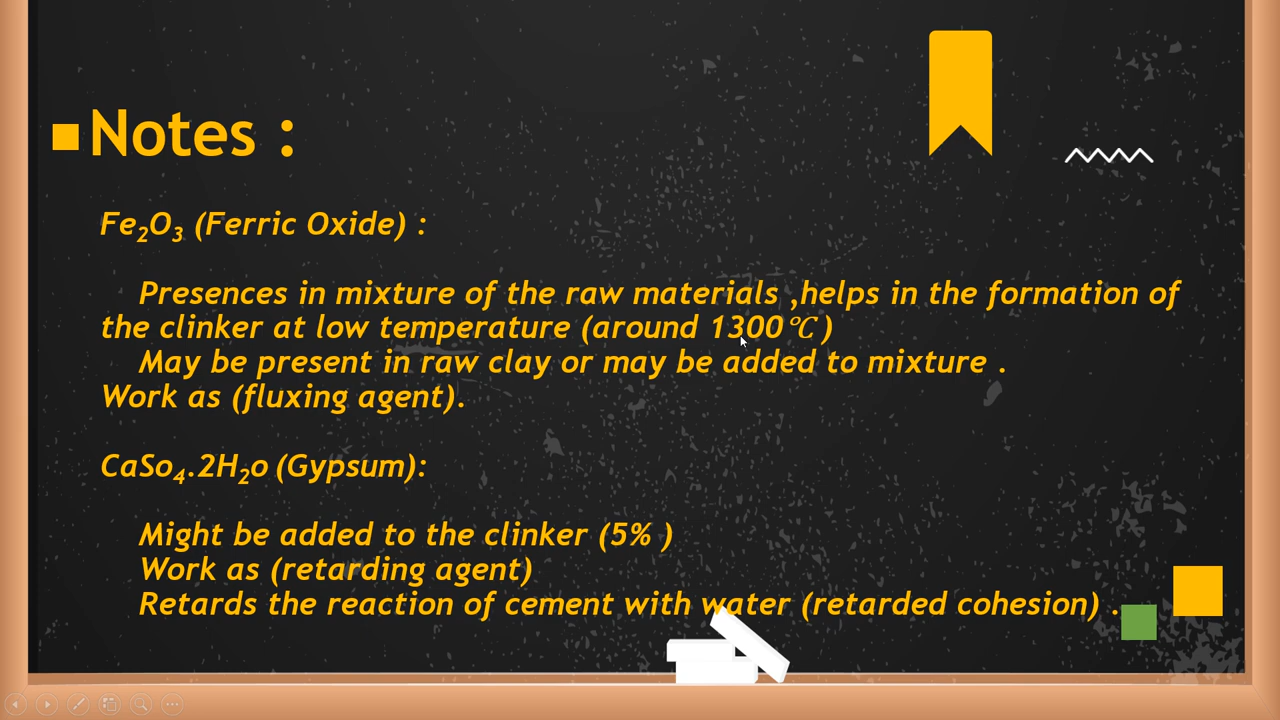 Notes :
Fe₂O₃ (Ferric Oxide) :
Presences in mixture of the raw materials ,helps in the formation of
the clinker at low temperature (around 1300℃ )
May be present in raw clay or may be added to mixture .
Work as (fluxing agent).
CaSo₄.2H₂o (Gypsum):
Might be added to the clinker (5% )
Work as (retarding agent)
Retards the reaction of cement with water (retarded cohesion) .